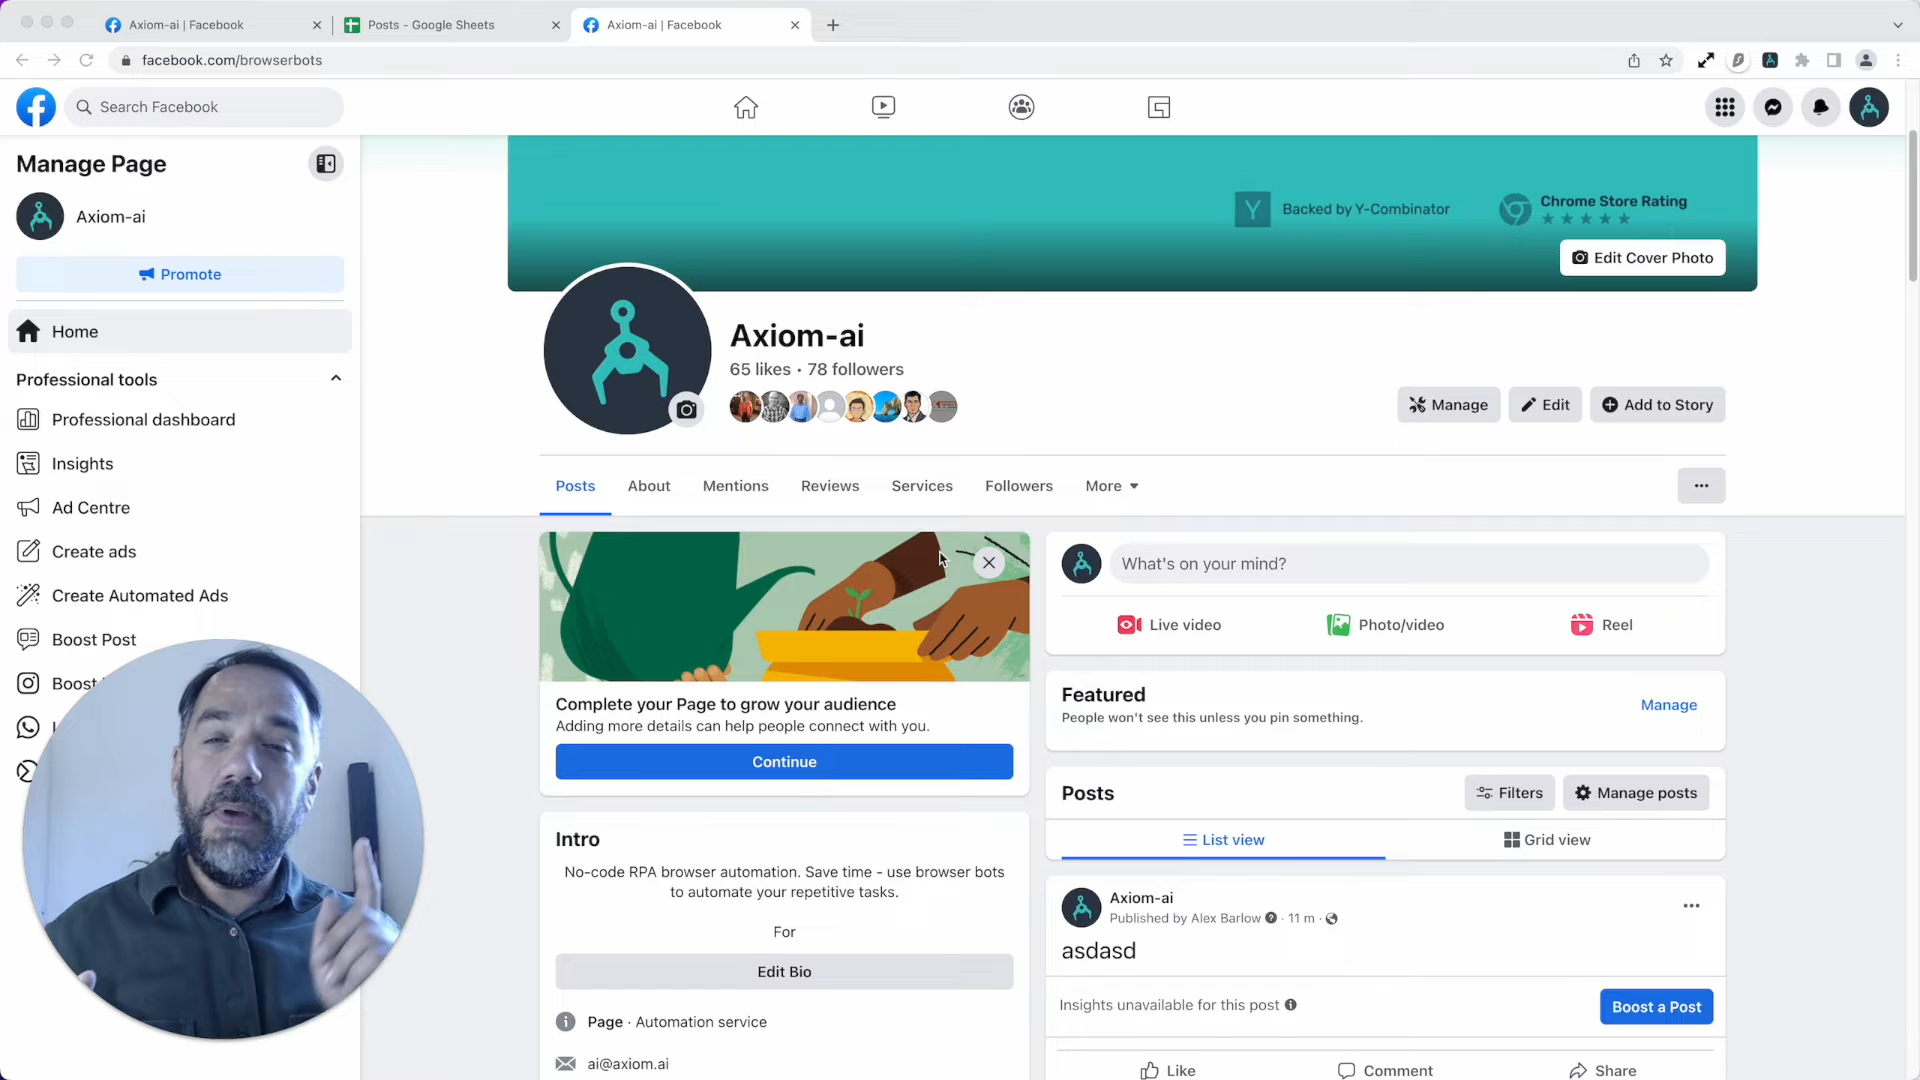 Axiom-ai | Facebook
Posts - Google Sheets
Axiom-ai | Facebook
facebook.com/browserbots
Search Facebook
Manage Page
Axiom-ai
Promote
Home
Professional tools
Professional dashboard
Insights
Ad Centre
Create ads
Create Automated Ads
Boost Post
Boost
Y
Backed by Y-Combinator
Chrome Store Rating
Edit Cover Photo
Axiom-ai
65 likes • 78 followers
Manage
Edit
Add to Story
Posts
About
Mentions
Reviews
Services
Followers
More
Complete your Page to grow your audience
Adding more details can help people connect with you.
Continue
Intro
No-code RPA browser automation. Save time - use browser bots
to automate your repetitive tasks.
For
Edit Bio
Page · Automation service
ai@axiom.ai
What's on your mind?
Live video
Photo/video
Reel
Featured
People won't see this unless you pin something.
Manage
Posts
Filters
Manage posts
List view
Grid view
Axiom-ai
Published by Alex Barlow · 11 m ·
asdasd
Insights unavailable for this post
Boost a Post
Like
Comment
Share